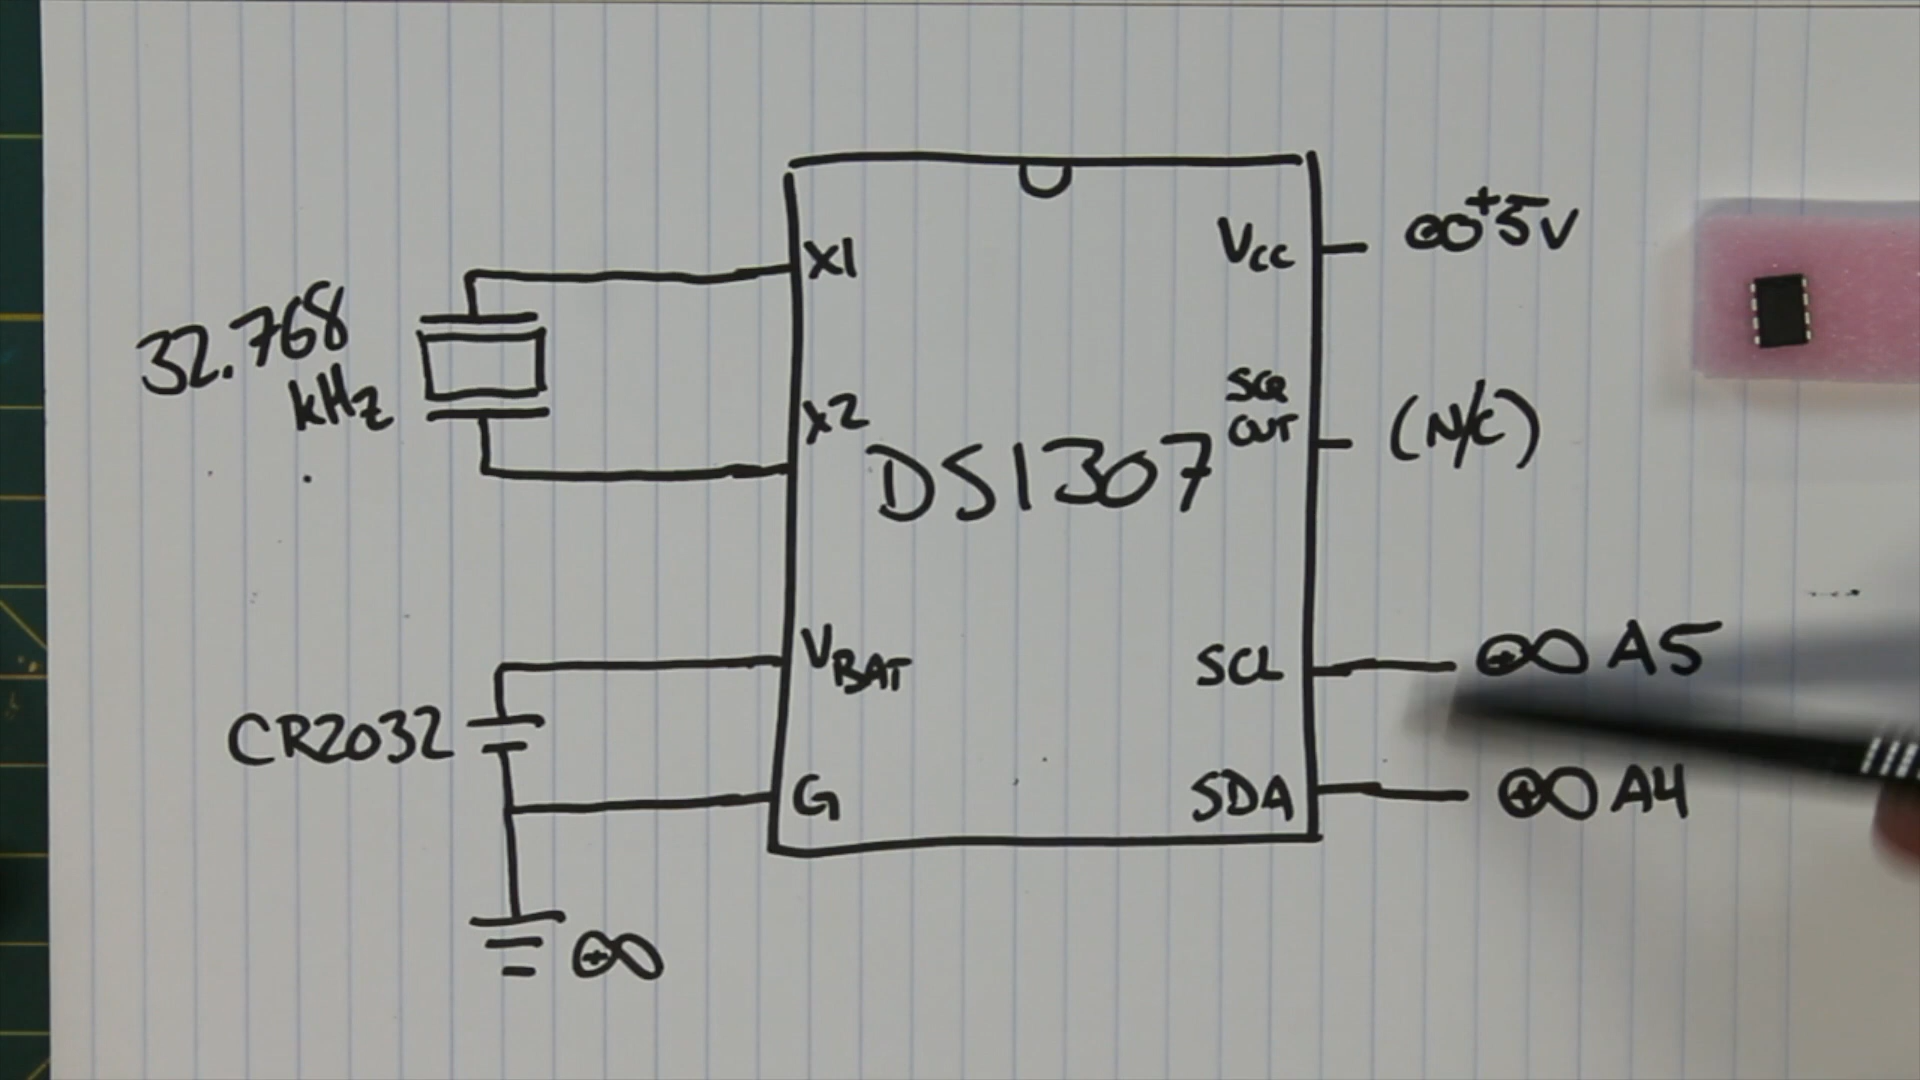 X1
Vcc
+5V
32.768
kHz
X2
SQ
OUT
(N/C)
DS1307
VBAT
SCL
A5
CR2032
G
SDA
A4